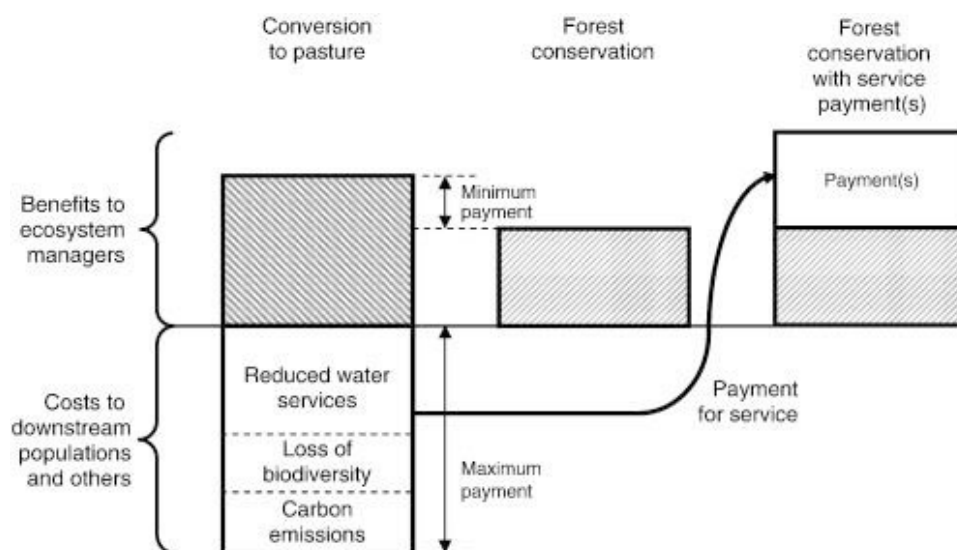 Conversion
to pasture
Forest
conservation
Forest
conservation
with service
payment(s)
Benefits to
ecosystem
managers
Minimum
payment
Payment(s)
Costs to
downstream
populations
and others
Reduced water
services
Loss of
biodiversity
Carbon
emissions
Maximum
payment
Payment
for service